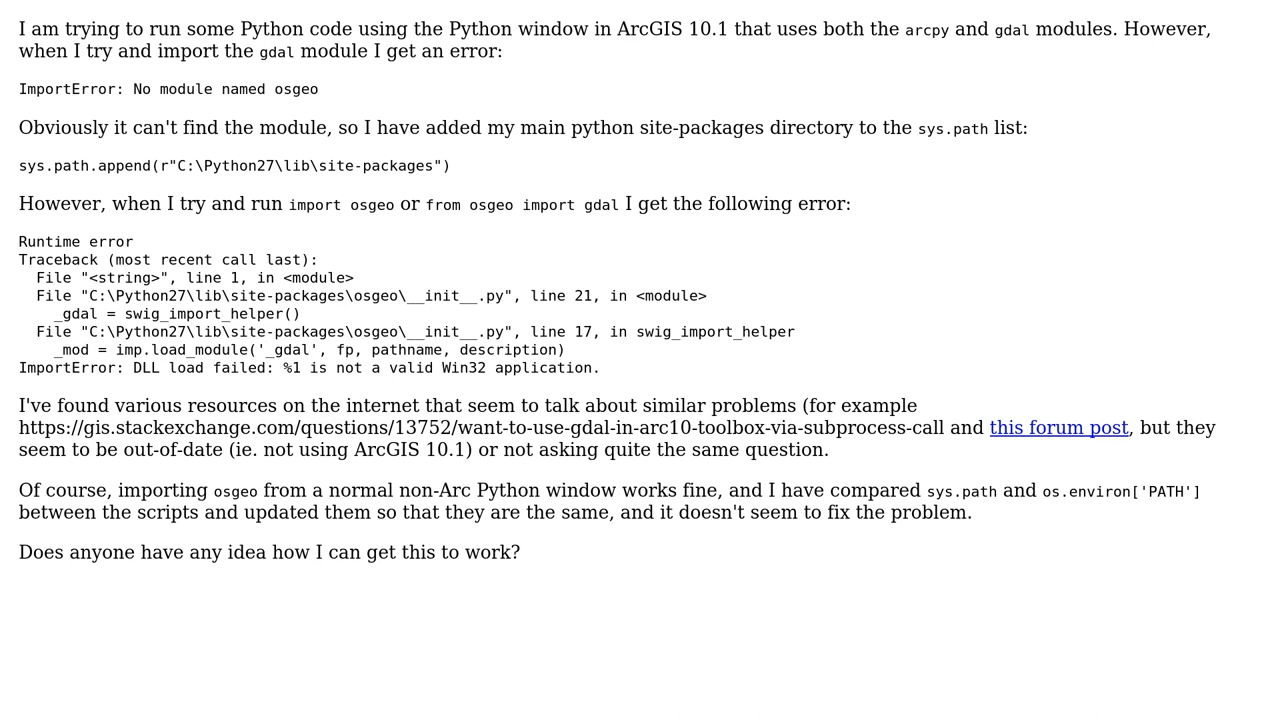 I am trying to run some Python code using the Python window in ArcGIS 10.1 that uses both the arcpy and gdal modules. However,
when I try and import the gdal module I get an error:
ImportError: No module named osgeo
Obviously it can't find the module, so I have added my main python site-packages directory to the sys.path list:
sys.path.append(r"C:\Python27\lib\site-packages")
However, when I try and run import osgeo or from osgeo import gdal I get the following error:
Runtime error
Traceback (most recent call last):
  File "<string>", line 1, in <module>
  File "C:\Python27\lib\site-packages\osgeo\__init__.py", line 21, in <module>
    _gdal = swig_import_helper()
  File "C:\Python27\lib\site-packages\osgeo\__init__.py", line 17, in swig_import_helper
    _mod = imp.load_module('_gdal', fp, pathname, description)
ImportError: DLL load failed: %1 is not a valid Win32 application.
I've found various resources on the internet that seem to talk about similar problems (for example
https://gis.stackexchange.com/questions/13752/want-to-use-gdal-in-arc10-toolbox-via-subprocess-call and this forum post, but they
seem to be out-of-date (ie. not using ArcGIS 10.1) or not asking quite the same question.
Of course, importing osgeo from a normal non-Arc Python window works fine, and I have compared sys.path and os.environ['PATH']
between the scripts and updated them so that they are the same, and it doesn't seem to fix the problem.
Does anyone have any idea how I can get this to work?